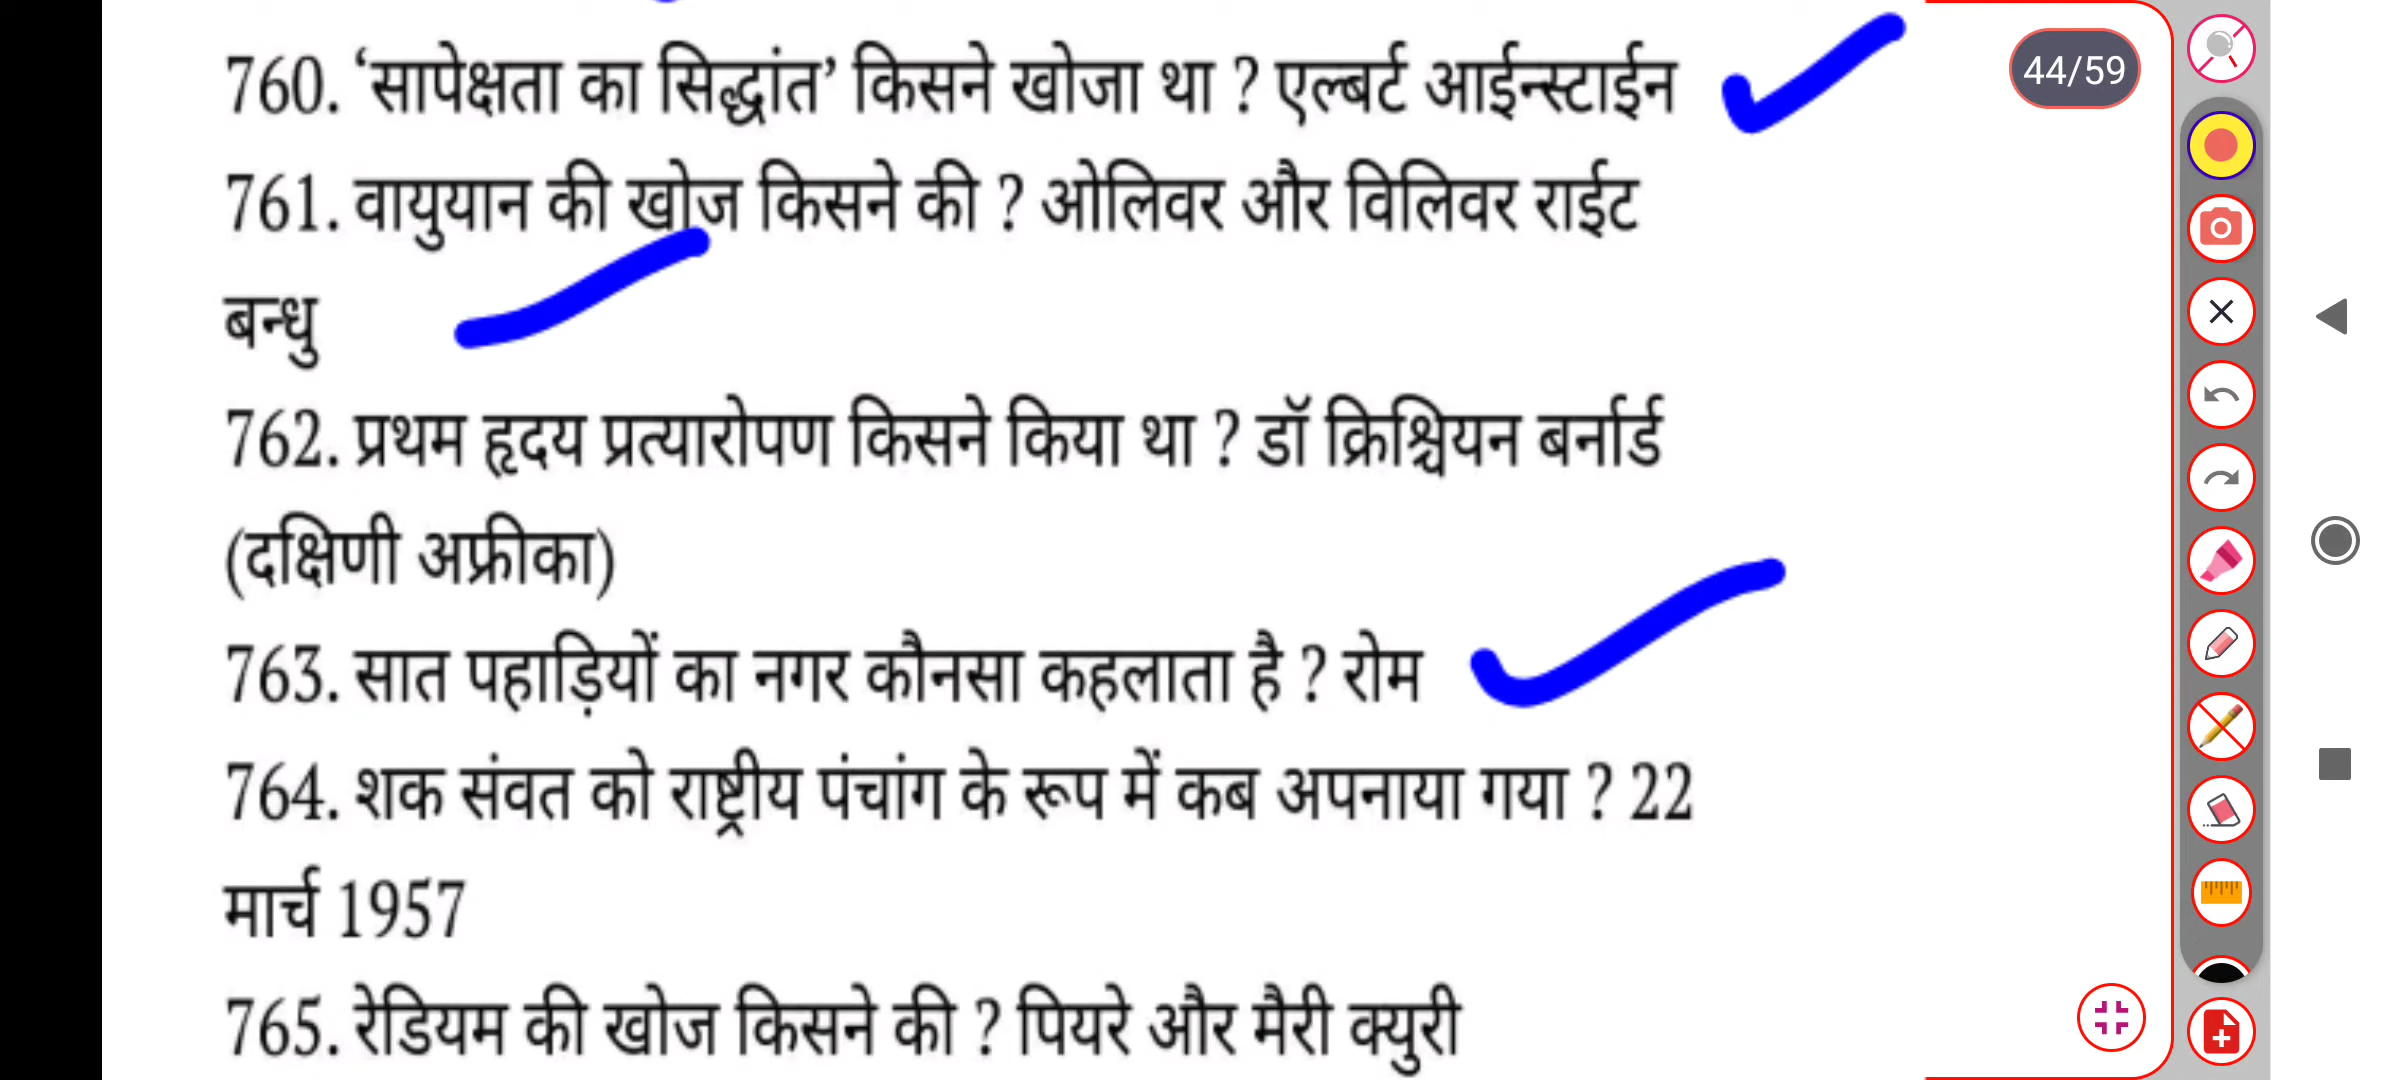 760. ‘सापेक्षता का सिद्धांत’ किसने खोजा था ? एल्बर्ट आईन्स्टाईन
44/59
761. वायुयान की खोज किसने की ? ओलिवर और विलिवर राईट
बन्धु
762. प्रथम हृदय प्रत्यारोपण किसने किया था ? डॉ क्रिश्चियन बर्नार्ड
(दक्षिणी अफ्रीका)
763. सात पहाड़ियों का नगर कौनसा कहलाता है ? रोम
764. शक संवत को राष्ट्रीय पंचांग के रूप में कब अपनाया गया ? 22
मार्च 1957
765. रेडियम की खोज किसने की ? पियरे और मैरी क्युरी